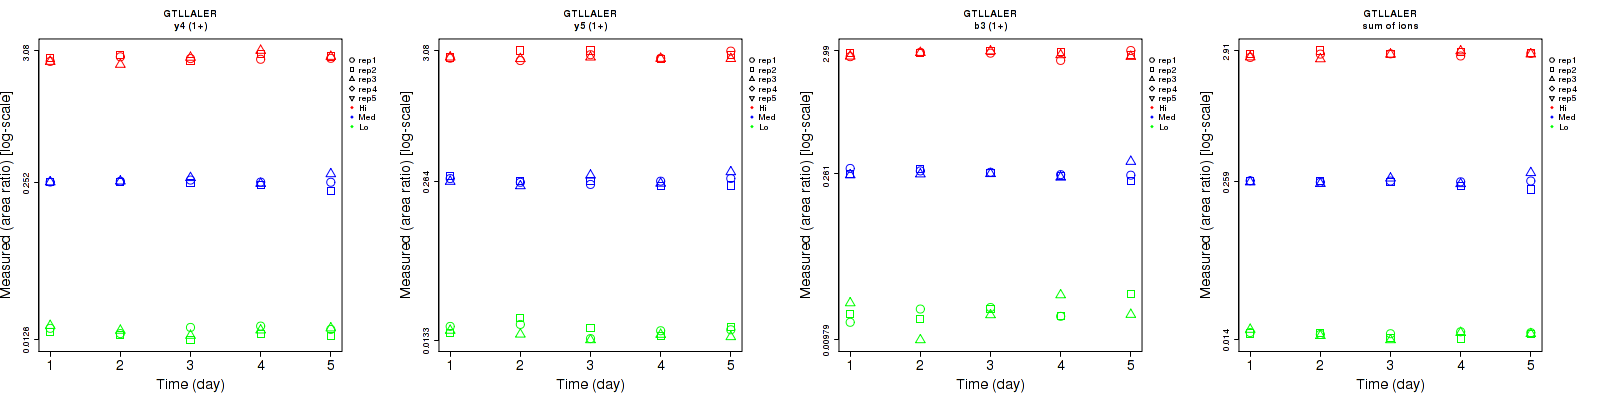 GTLLALER
y4 (1+)
3.08
0.252
0.0126
Measured (area ratio) [log-scale]
1 2 3 4 5
Time (day)
rep1
rep2
rep3
rep4
rep5
Hi
Med
Lo
GTLLALER
y5 (1+)
3.08
0.264
0.0133
Measured (area ratio) [log-scale]
1 2 3 4 5
Time (day)
rep1
rep2
rep3
rep4
rep5
Hi
Med
Lo
GTLLALER
b3 (1+)
2.99
0.281
0.00979
Measured (area ratio) [log-scale]
1 2 3 4 5
Time (day)
rep1
rep2
rep3
rep4
rep5
Hi
Med
Lo
GTLLALER
sum of ions
2.91
0.259
0.014
Measured (area ratio) [log-scale]
1 2 3 4 5
Time (day)
rep1
rep2
rep3
rep4
rep5
Hi
Med
Lo